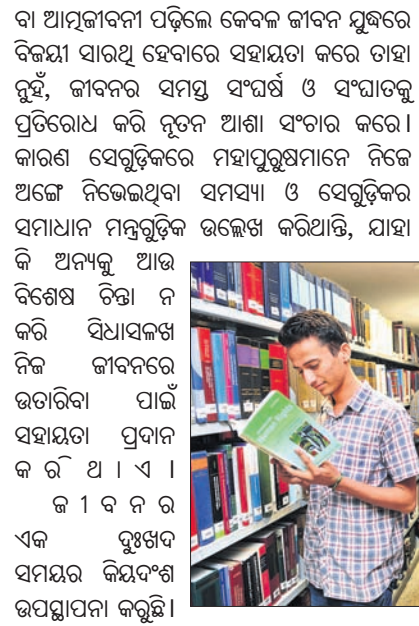 ବା ଆତ୍ମଜୀବନୀ ପଢ଼ିଲେ କେବଳ ଜୀବନ ଯୁଦ୍ଧରେ
ବିଜୟୀ ସାରଥି ହେବାରେ ସହାୟତା କରେ ତାହା
ନୁହଁ, ଜୀବନର ସମସ୍ତ ସଂଘର୍ଷ ଓ ସଂଘାତକୁ
ପ୍ରତିରୋଧ କରି ନୂତନ ଆଶା ସଂଚାର କରେ।
କାରଣ ସେଗୁଡ଼ିକରେ ମହାପୁରୁଷମାନେ ନିଜେ
ଅଙ୍ଗେ ନିଭେଇଥିବା ସମସ୍ୟା ଓ ସେଗୁଡ଼ିକର
ସମାଧାନ ମନ୍ତ୍ରଗୁଡ଼ିକ ଉଲ୍ଲେଖ କରିଥାନ୍ତି, ଯାହା
କି ଅନ୍ୟକୁ ଆଉ
ବିଶେଷ ଚିନ୍ତା ନ
କରି ସିଧାସଳଖ
ନିଜ ଜୀବନରେ
ଉତାରିବା ପାଇଁ
ସହାୟତା ପ୍ରଦାନ
କରିଥାଏ।
ଜୀବନର
ଏକ ଦୁଃଖଦ
ସମୟର କିୟଦଂଶ
ଉପସ୍ଥାପନା କରୁଛି।